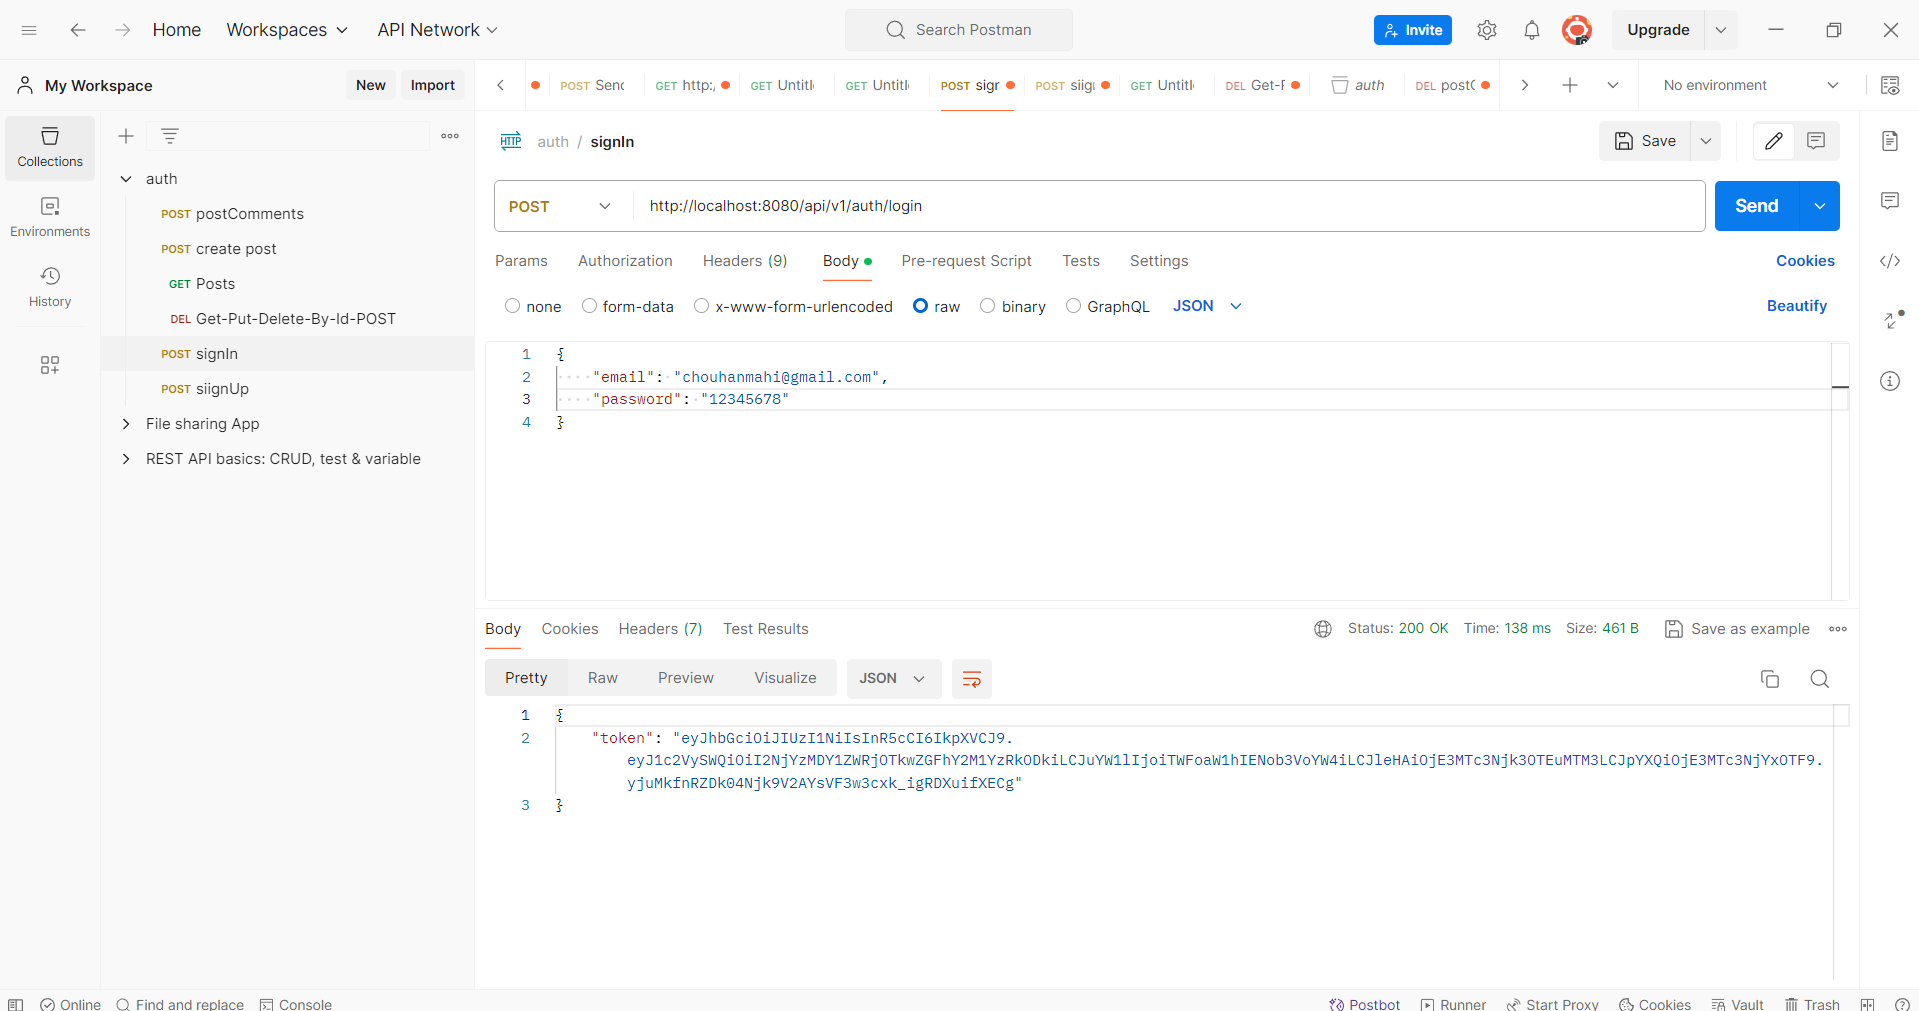 Home Workspaces API Network Search Postman Invite Upgrade
My Workspace New Import POST Send GET http:, GET Untitl GET Untitl POST sigr POST siig GET Untitl DEL Get-F auth DEL postC No environment
Collections
Environments
History
auth
POST postComments
POST create post
GET Posts
DEL Get-Put-Delete-By-Id-POST
POST signIn
POST siignUp
File sharing App
REST API basics: CRUD, test & variable
HTTP auth / signIn Save
POST http://localhost:8080/api/v1/auth/login Send
Params Authorization Headers (9) Body Pre-request Script Tests Settings Cookies
none form-data x-www-form-urlencoded raw binary GraphQL JSON Beautify
1 {
2 "email": "chouhanmahi@gmail.com",
3 "password": "12345678"
4 }
Body Cookies Headers (7) Test Results Status: 200 OK Time: 138 ms Size: 461 B Save as example
Pretty Raw Preview Visualize JSON
1 {
2 "token": "eyJhbGciOiJIUzI1NiIsInR5cCI6IkpXVCJ9.
eyJ1c2VySWQiOiI2NjYzMDY1ZWRjOTkwZGFhY2M1YzRkODkiLCJuYW1lIjoiTWFoaW1hIENob3VoYW4iLCJleHAiOjE3MTc3Njk3OTEuMTM3LCJpYXQiOjE3MTc3NjYxOTF9.
yjuMkfnRZDk04Njk9V2AYsVF3w3cxk_igRDXuifXECg"
3 }
Online Find and replace Console Postbot Runner Start Proxy Cookies Vault Trash